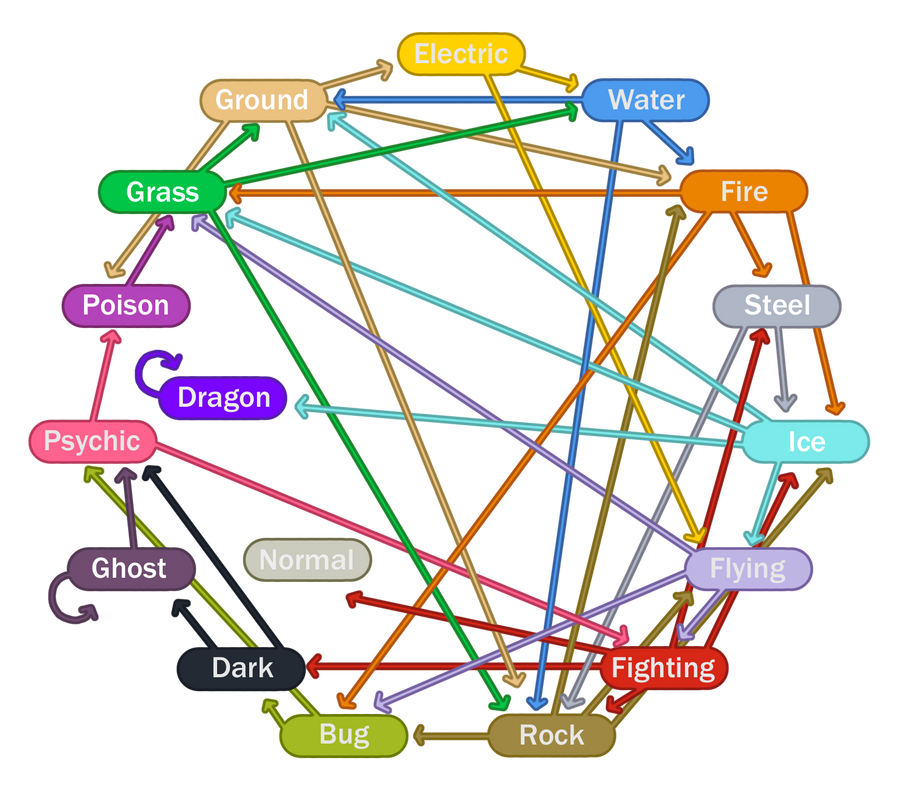 Electric
Ground
Water
Grass
Fire
Poison
Steel
Dragon
Psychic
Ice
Normal
Ghost
Flying
Dark
Fighting
Bug
Rock